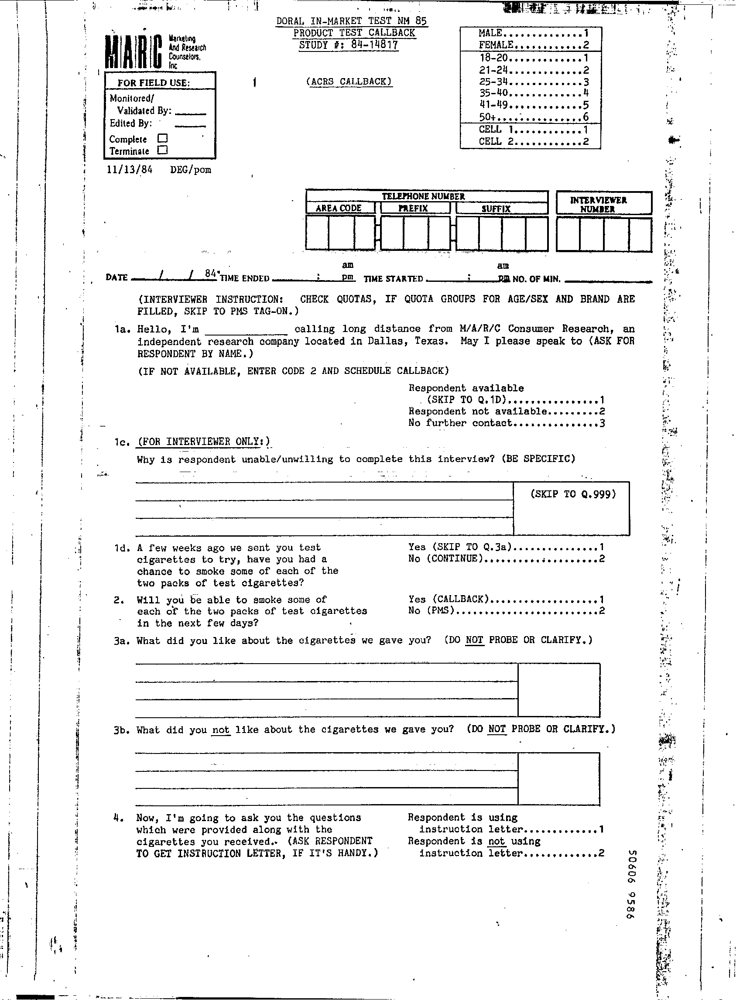 DORAL IN-MARKET TEST NM 85
PRODUCT TEST CALLBACK
STUDY #: 84-14817
(ACRS CALLBACK)
MARC
Marketing
And Research
Counselors,
Inc
FOR FIELD USE:
Monitored/
Validated By: ______
Edited By: ______
Complete ☐
Terminate ☐
11/13/84 DEG/pom
1
MALE..............1
FEMALE............2
18-20.............1
21-24.............2
25-34.............3
35-40.............4
41-49.............5
50+...............6
CELL 1............1
CELL 2............2
TELEPHONE NUMBER
AREA CODE PREFIX SUFFIX
INTERVIEWER
NUMBER
DATE ____/____/ 84 TIME ENDED ________ : am pm TIME STARTED ________ : am pm NO. OF MIN. ________
(INTERVIEWER INSTRUCTION: CHECK QUOTAS, IF QUOTA GROUPS FOR AGE/SEX AND BRAND ARE
FILLED, SKIP TO PMS TAG-ON.)
1a. Hello, I'm ______________ calling long distance from M/A/R/C Consumer Research, an
independent research company located in Dallas, Texas. May I please speak to (ASK FOR
RESPONDENT BY NAME.)
(IF NOT AVAILABLE, ENTER CODE 2 AND SCHEDULE CALLBACK)
Respondent available
(SKIP TO Q.1D)................1
Respondent not available.........2
No further contact...............3
1c. (FOR INTERVIEWER ONLY:)
Why is respondent unable/unwilling to complete this interview? (BE SPECIFIC)
(SKIP TO Q.999)
1d. A few weeks ago we sent you test
cigarettes to try, have you had a
chance to smoke some of each of the
two packs of test cigarettes?
Yes (SKIP TO Q.3a)...............1
No (CONTINUE)....................2
2. Will you be able to smoke some of
each of the two packs of test cigarettes
in the next few days?
Yes (CALLBACK)...................1
No (PMS).........................2
3a. What did you like about the cigarettes we gave you? (DO NOT PROBE OR CLARIFY.)
3b. What did you not like about the cigarettes we gave you? (DO NOT PROBE OR CLARIFY.)
4. Now, I'm going to ask you the questions
which were provided along with the
cigarettes you received. (ASK RESPONDENT
TO GET INSTRUCTION LETTER, IF IT'S HANDY.)
Respondent is using
instruction letter.............1
Respondent is not using
instruction letter.............2
50606 9586